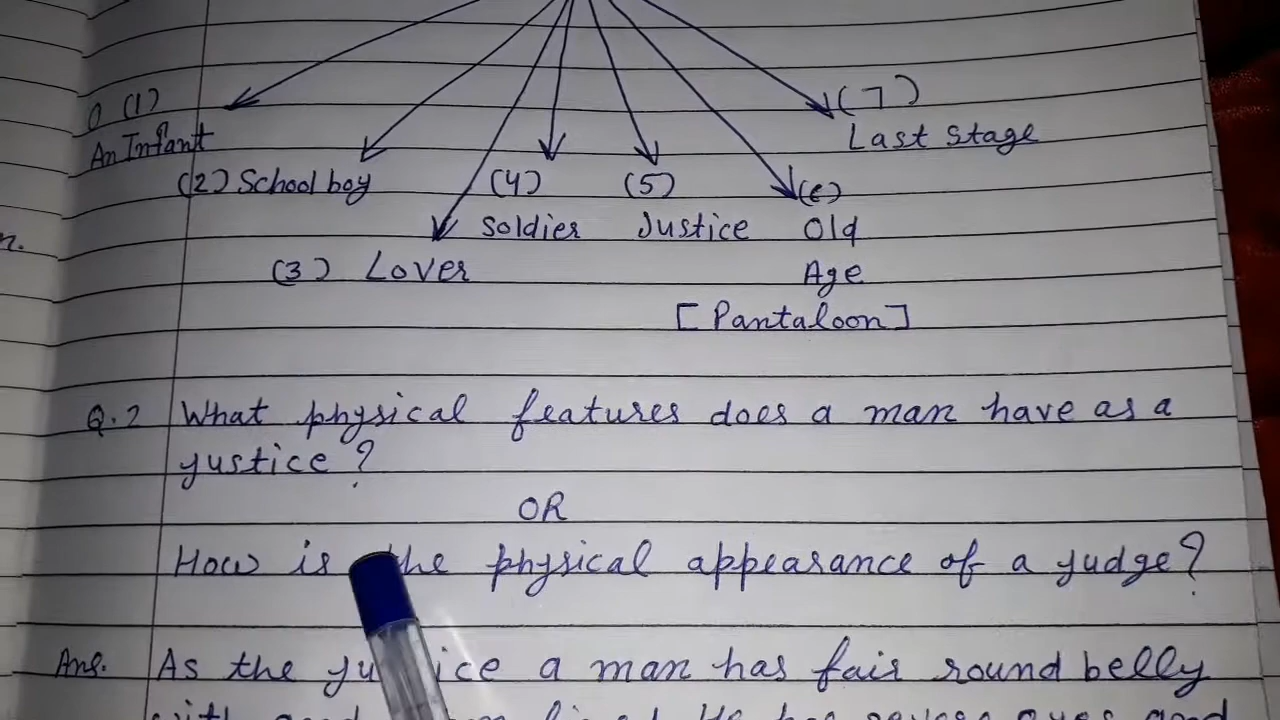 (1)
An Infant
(7)
Last Stage
(2) School boy
(4)
(5)
(6)
Soldier
Justice
Old
(3) Lover
Age
[Pantaloon]
Q.2 What physical features does a man have as a
justice?
OR
How is the physical appearance of a judge?
Ans. As the justice a man has fair round belly